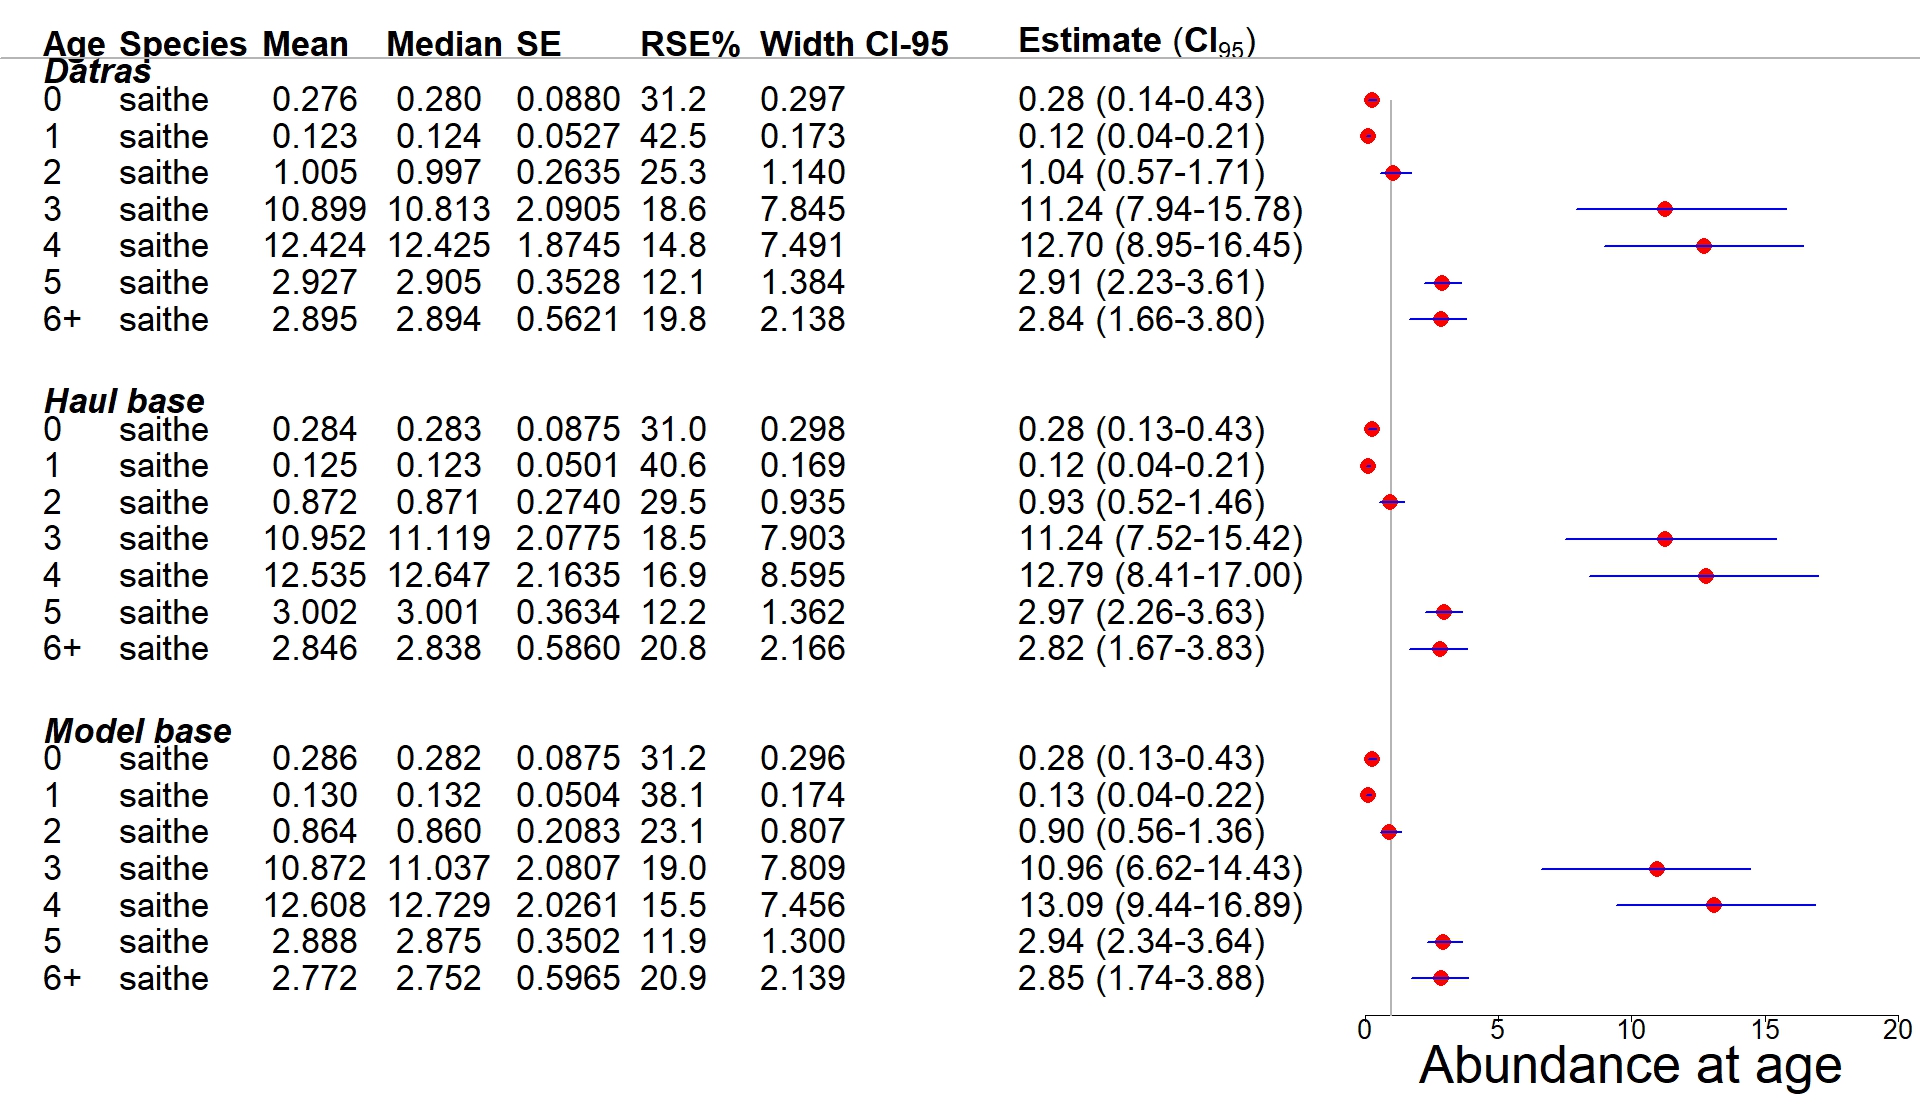 Age Species Mean Median SE RSE% Width CI-95 Estimate (CI95)
Datras
0 saithe 0.276 0.280 0.0880 31.2 0.297 0.28 (0.14-0.43)
1 saithe 0.123 0.124 0.0527 42.5 0.173 0.12 (0.04-0.21)
2 saithe 1.005 0.997 0.2635 25.3 1.140 1.04 (0.57-1.71)
3 saithe 10.899 10.813 2.0905 18.6 7.845 11.24 (7.94-15.78)
4 saithe 12.424 12.425 1.8745 14.8 7.491 12.70 (8.95-16.45)
5 saithe 2.927 2.905 0.3528 12.1 1.384 2.91 (2.23-3.61)
6+ saithe 2.895 2.894 0.5621 19.8 2.138 2.84 (1.66-3.80)
Haul base
0 saithe 0.284 0.283 0.0875 31.0 0.298 0.28 (0.13-0.43)
1 saithe 0.125 0.123 0.0501 40.6 0.169 0.12 (0.04-0.21)
2 saithe 0.872 0.871 0.2740 29.5 0.935 0.93 (0.52-1.46)
3 saithe 10.952 11.119 2.0775 18.5 7.903 11.24 (7.52-15.42)
4 saithe 12.535 12.647 2.1635 16.9 8.595 12.79 (8.41-17.00)
5 saithe 3.002 3.001 0.3634 12.2 1.362 2.97 (2.26-3.63)
6+ saithe 2.846 2.838 0.5860 20.8 2.166 2.82 (1.67-3.83)
Model base
0 saithe 0.286 0.282 0.0875 31.2 0.296 0.28 (0.13-0.43)
1 saithe 0.130 0.132 0.0504 38.1 0.174 0.13 (0.04-0.22)
2 saithe 0.864 0.860 0.2083 23.1 0.807 0.90 (0.56-1.36)
3 saithe 10.872 11.037 2.0807 19.0 7.809 10.96 (6.62-14.43)
4 saithe 12.608 12.729 2.0261 15.5 7.456 13.09 (9.44-16.89)
5 saithe 2.888 2.875 0.3502 11.9 1.300 2.94 (2.34-3.64)
6+ saithe 2.772 2.752 0.5965 20.9 2.139 2.85 (1.74-3.88)
0 5 10 15 20
Abundance at age